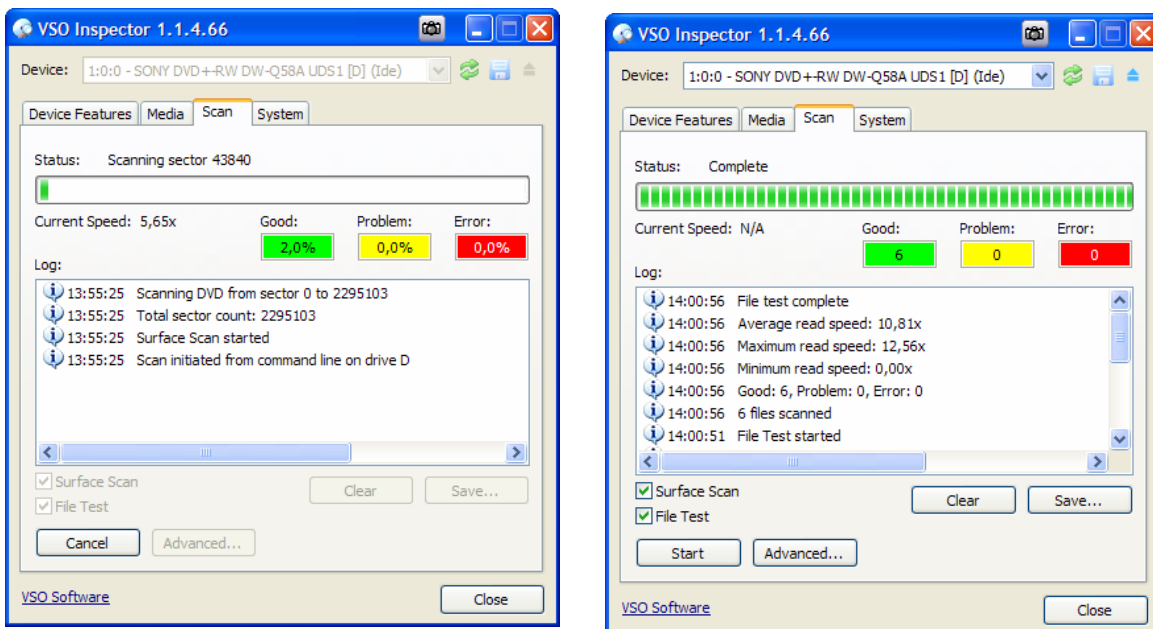 VSO Inspector 1.1.4.66
Device: 1:0:0 - SONY DVD+-RW DW-Q58A UDS1 [D] (Ide)
Device Features Media Scan System
Status: Scanning sector 43840
Current Speed: 5,65x Good: Problem: Error:
2,0% 0,0% 0,0%
Log:
13:55:25 Scanning DVD from sector 0 to 2295103
13:55:25 Total sector count: 2295103
13:55:25 Surface Scan started
13:55:25 Scan initiated from command line on drive D
Surface Scan
File Test
Clear Save...
Cancel Advanced...
VSO Software Close
VSO Inspector 1.1.4.66
Device: 1:0:0 - SONY DVD+-RW DW-Q58A UDS1 [D] (Ide)
Device Features Media Scan System
Status: Complete
Current Speed: N/A Good: Problem: Error:
6 0 0
Log:
14:00:56 File test complete
14:00:56 Average read speed: 10,81x
14:00:56 Maximum read speed: 12,56x
14:00:56 Minimum read speed: 0,00x
14:00:56 Good: 6, Problem: 0, Error: 0
14:00:56 6 files scanned
14:00:51 File Test started
Surface Scan
File Test
Clear Save...
Start Advanced...
VSO Software Close